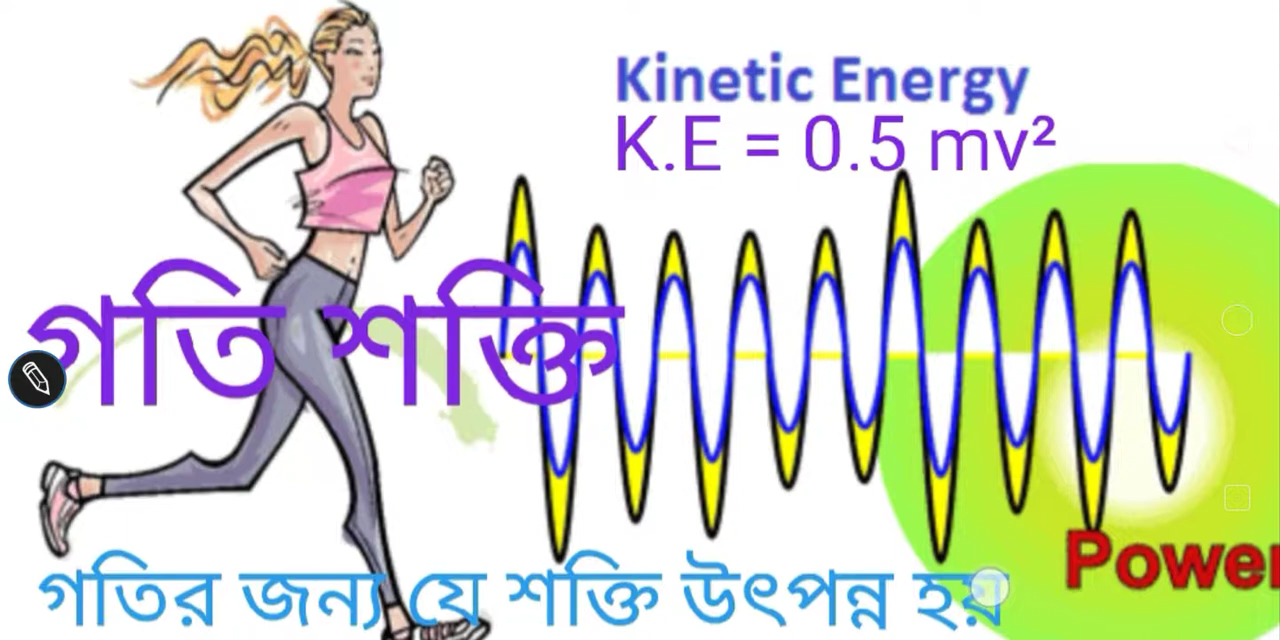 Kinetic Energy
K.E = 0.5 mv²
গতি শক্তি
Power
গতির জন্য যে শক্তি উৎপন্ন হয়